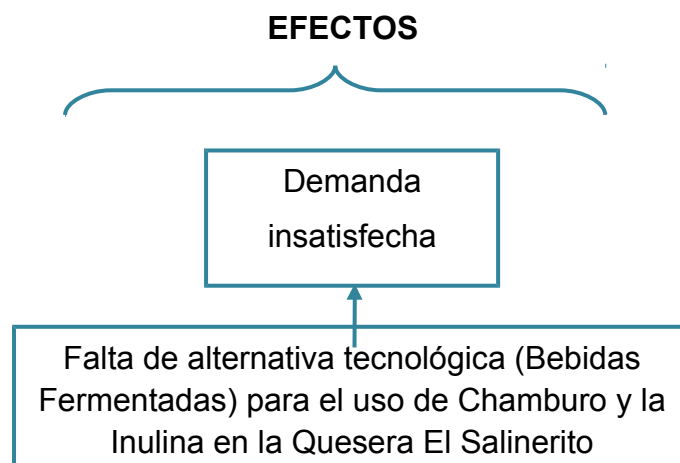 EFECTOS
Demanda
insatisfecha
Falta de alternativa tecnológica (Bebidas
Fermentadas) para el uso de Chamburo y la
Inulina en la Quesera El Salinerito